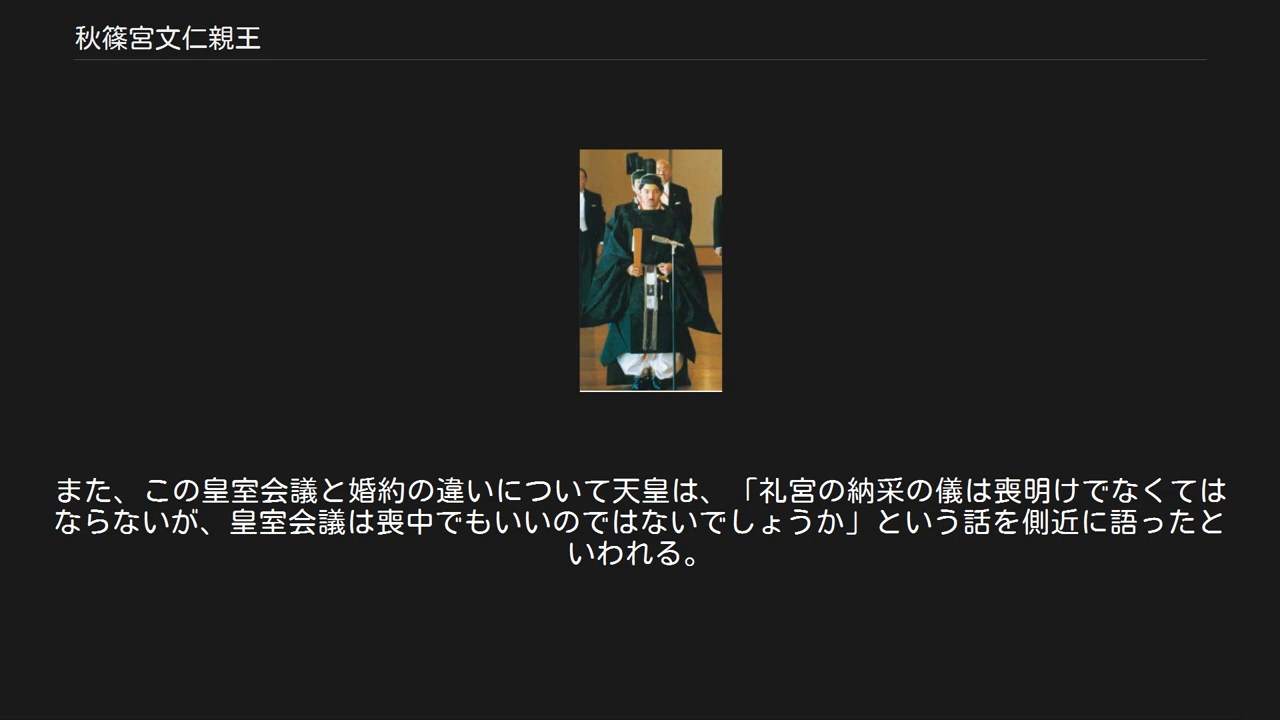 秋篠宮文仁親王
また、この皇室会議と婚約の違いについて天皇は、「礼宮の納采の儀は喪明けでなくては
ならないが、皇室会議は喪中でもいいのではないでしょうか」という話を側近に語ったと
いわれる。